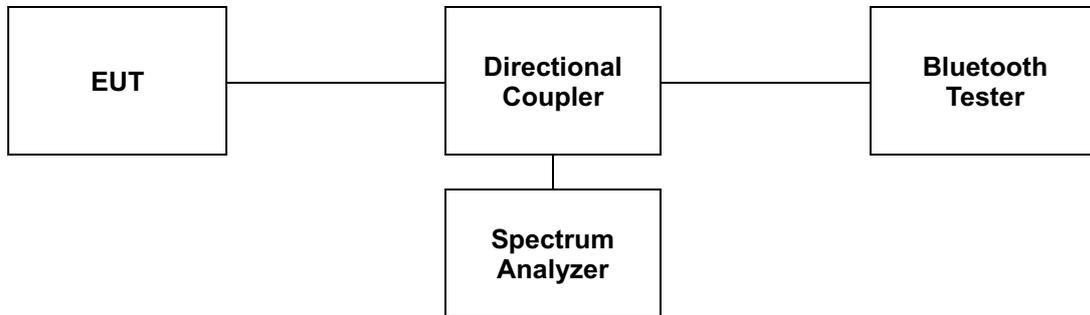 EUT
Directional
Coupler
Bluetooth
Tester
Spectrum
Analyzer